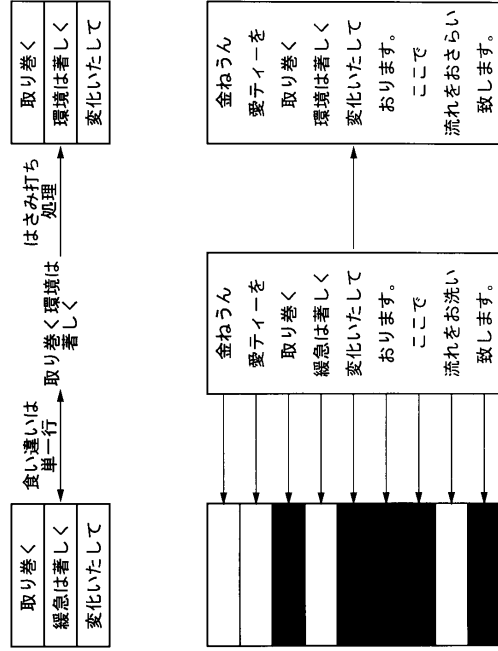 取り巻く
緩急は著しく
変化いたして
食い違いは
単一行
取り巻く環境は
著しく
はさみ打ち
処理
取り巻く
環境は著しく
変化いたして
金ねうん
愛ティーを
取り巻く
緩急は著しく
変化いたして
おります。
ここで
流れをお洗い
致します。
金ねうん
愛ティーを
取り巻く
環境は著しく
変化いたして
おります。
ここで
流れをおさらい
致します。